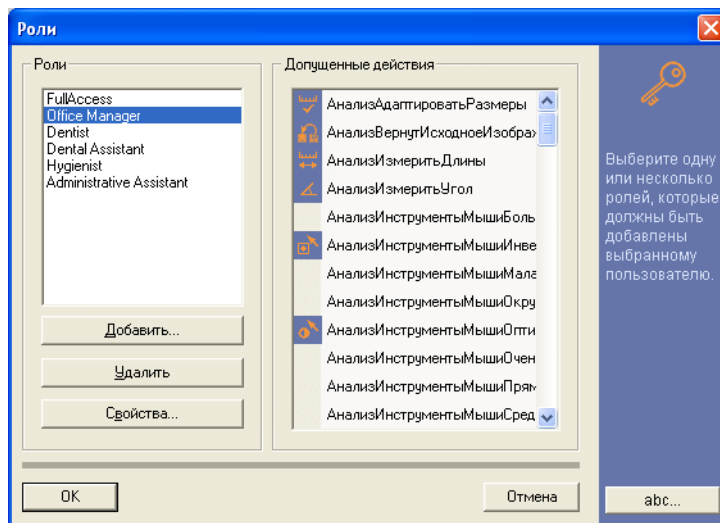 Роли
Роли
FullAccess
Office Manager
Dentist
Dental Assistant
Hygienist
Administrative Assistant
Добавить...
Удалить
Свойства...
Допущенные действия
АнализАдаптироватьРазмеры
АнализВернутИсходноеИзображ
АнализИзмеритьДлины
АнализИзмеритьУгол
АнализИнструментыМышиБоль
АнализИнструментыМышиИнве
АнализИнструментыМышиМала
АнализИнструментыМышиОкру
АнализИнструментыМышиОпти
АнализИнструментыМышиОчен
АнализИнструментыМышиПрям
АнализИнструментыМышиСред
Выберите одну
или несколько
ролей, которые
должны быть
добавлены
выбранному
пользователю.
OK
Отмена
abc...